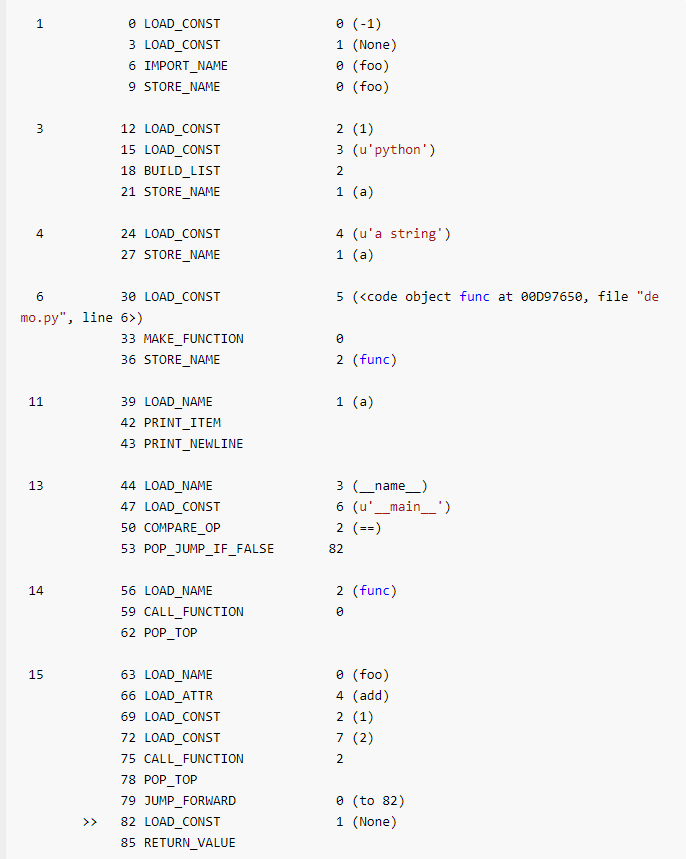 1 0 LOAD_CONST 0 (-1)
3 LOAD_CONST 1 (None)
6 IMPORT_NAME 0 (foo)
9 STORE_NAME 0 (foo)
3 12 LOAD_CONST 2 (1)
15 LOAD_CONST 3 (u'python')
18 BUILD_LIST 2
21 STORE_NAME 1 (a)
4 24 LOAD_CONST 4 (u'a string')
27 STORE_NAME 1 (a)
6 30 LOAD_CONST 5 (<code object func at 00D97650, file "de
mo.py", line 6>)
33 MAKE_FUNCTION 0
36 STORE_NAME 2 (func)
11 39 LOAD_NAME 1 (a)
42 PRINT_ITEM
43 PRINT_NEWLINE
13 44 LOAD_NAME 3 (__name__)
47 LOAD_CONST 6 (u'__main__')
50 COMPARE_OP 2 (==)
53 POP_JUMP_IF_FALSE 82
14 56 LOAD_NAME 2 (func)
59 CALL_FUNCTION 0
62 POP_TOP
15 63 LOAD_NAME 0 (foo)
66 LOAD_ATTR 4 (add)
69 LOAD_CONST 2 (1)
72 LOAD_CONST 7 (2)
75 CALL_FUNCTION 2
78 POP_TOP
79 JUMP_FORWARD 0 (to 82)
>> 82 LOAD_CONST 1 (None)
85 RETURN_VALUE